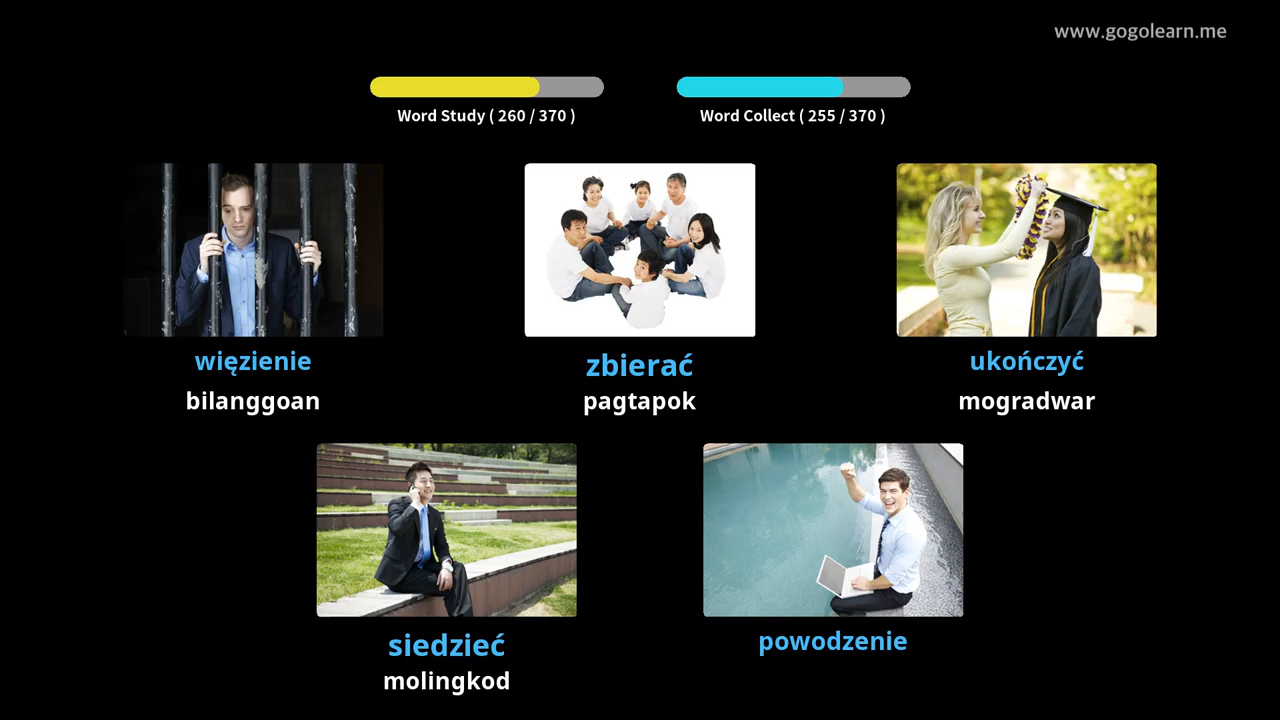 www.gogolearn.me
Word Study ( 260 / 370 )
Word Collect ( 255 / 370 )
więzienie
bilanggoan
zbierać
pagtapok
ukończyć
mogradwar
siedzieć
molingkod
powodzenie